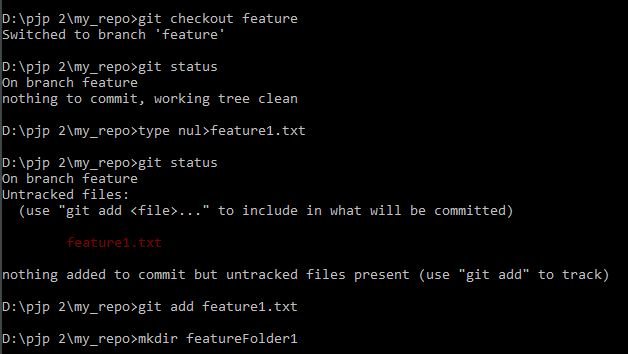 D:\pjp 2\my_repo>git checkout feature
Switched to branch 'feature'
D:\pjp 2\my_repo>git status
On branch feature
nothing to commit, working tree clean
D:\pjp 2\my_repo>type nul>feature1.txt
D:\pjp 2\my_repo>git status
On branch feature
Untracked files:
  (use "git add <file>..." to include in what will be committed)
        feature1.txt
nothing added to commit but untracked files present (use "git add" to track)
D:\pjp 2\my_repo>git add feature1.txt
D:\pjp 2\my_repo>mkdir featureFolder1